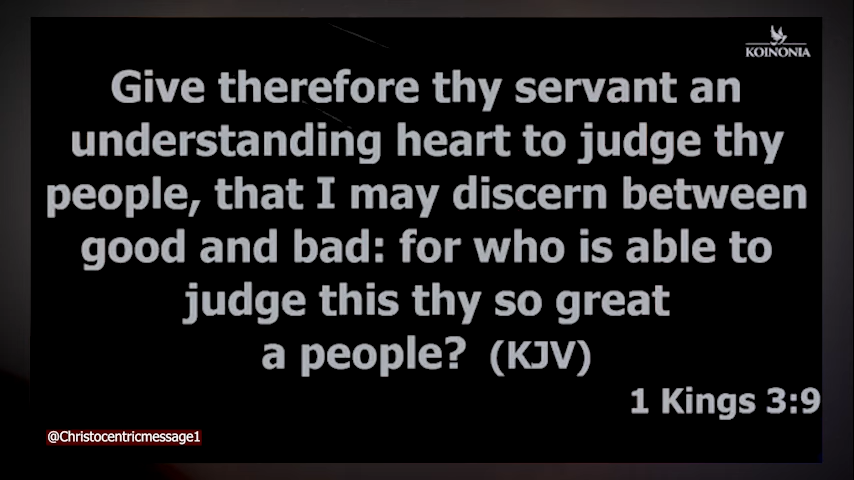 KOINONIA
Give therefore thy servant an
understanding heart to judge thy
people, that I may discern between
good and bad: for who is able to
judge this thy so great
a people? (KJV)
1 Kings 3:9
@Christocentricmessage1